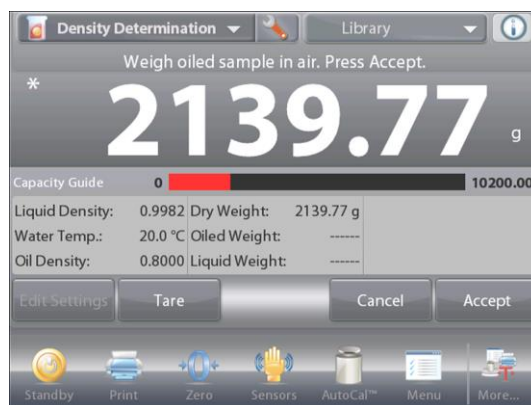 Density Determination Library
Weigh oiled sample in air. Press Accept.
* 2139.77 g
Capacity Guide 0 10200.00
Liquid Density: 0.9982 Dry Weight: 2139.77 g
Water Temp.: 20.0 °C Oiled Weight: ------
Oil Density: 0.8000 Liquid Weight: ------
Edit Settings Tare Cancel Accept
Standby Print Zero Sensors AutoCal™ Menu More...